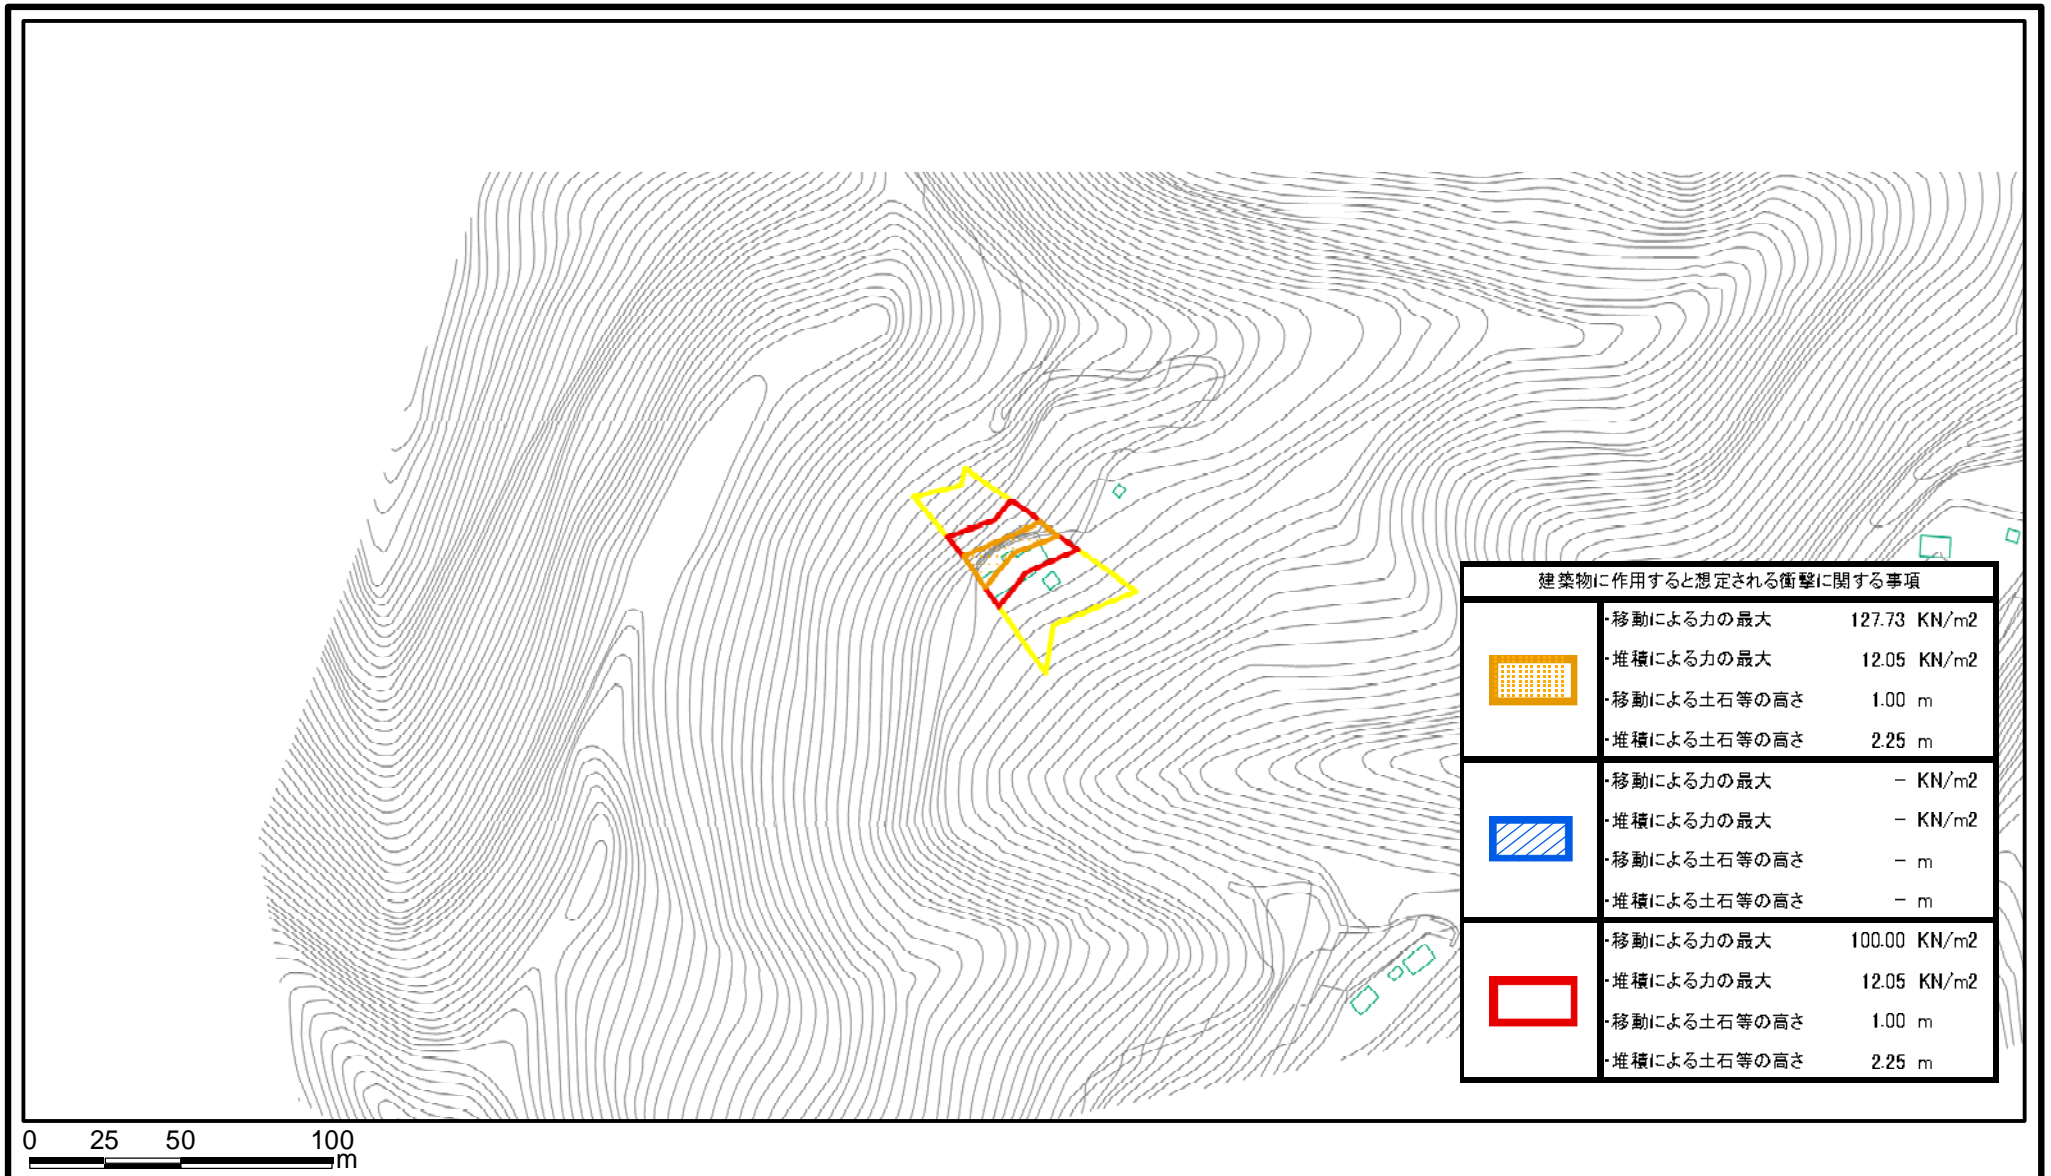 建築物に作用すると想定される衝撃に関する事項
・移動による力の最大 127.73 KN/m2
・堆積による力の最大 12.05 KN/m2
・移動による土石等の高さ 1.00 m
・堆積による土石等の高さ 2.25 m
・移動による力の最大 − KN/m2
・堆積による力の最大 − KN/m2
・移動による土石等の高さ − m
・堆積による土石等の高さ − m
・移動による力の最大 100.00 KN/m2
・堆積による力の最大 12.05 KN/m2
・移動による土石等の高さ 1.00 m
・堆積による土石等の高さ 2.25 m
0 25 50 100
m